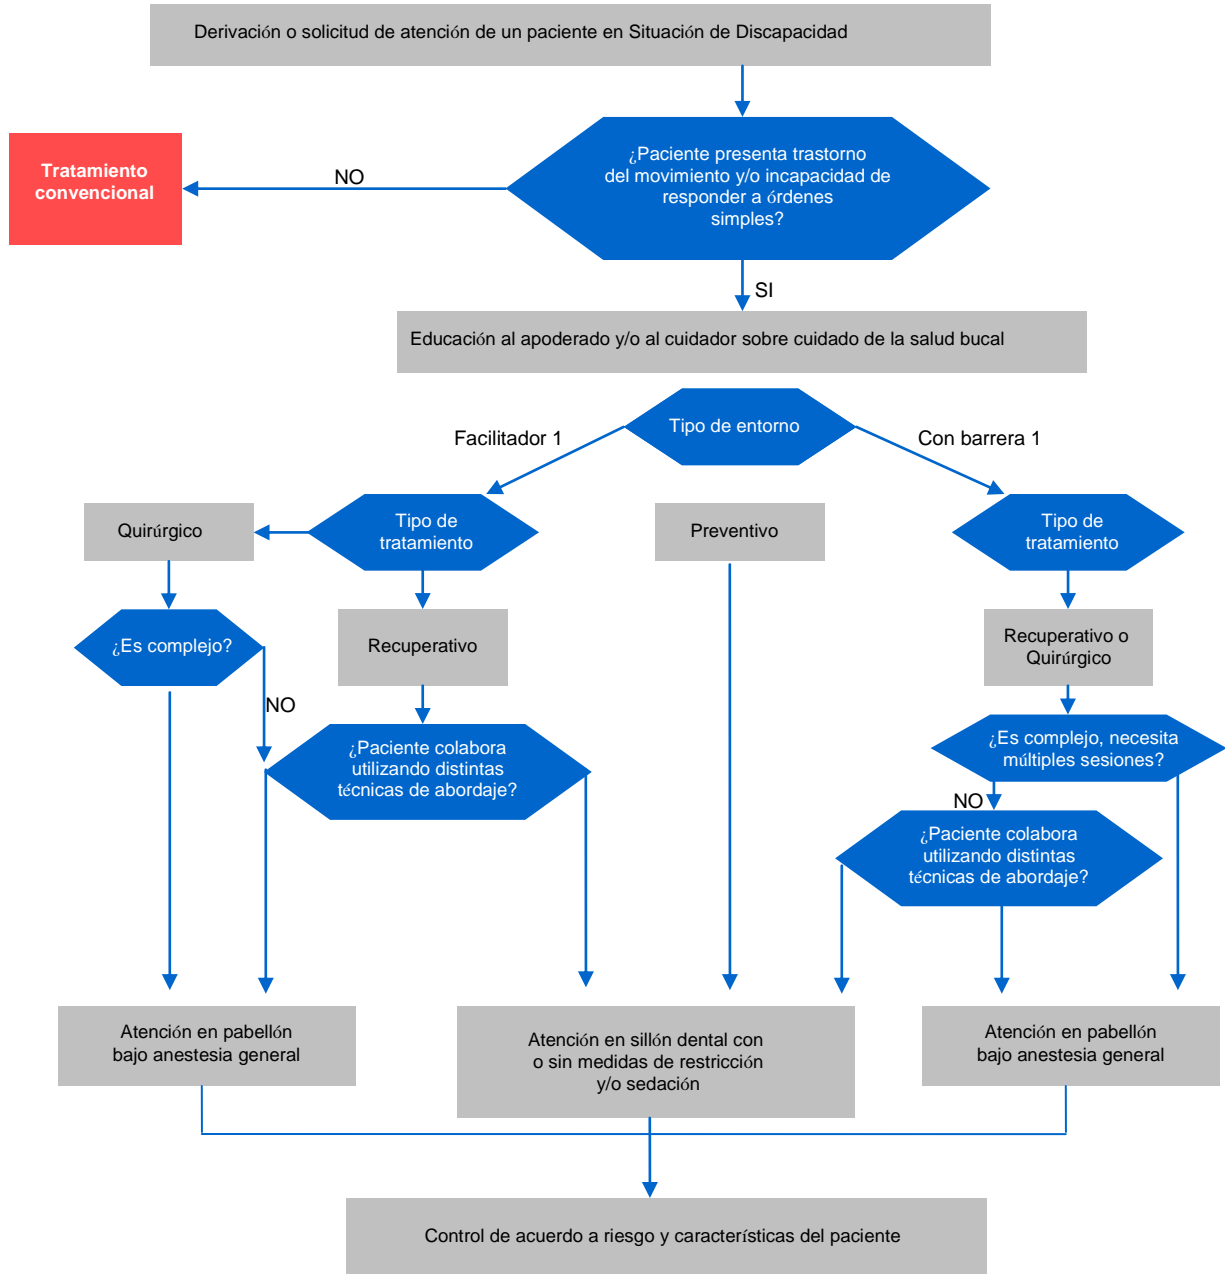 Derivación o solicitud de atención de un paciente en Situación de Discapacidad
¿Paciente presenta trastorno
del movimiento y/o incapacidad de
responder a órdenes
simples?
NO
Tratamiento
convencional
SI
Educación al apoderado y/o al cuidador sobre cuidado de la salud bucal
Tipo de entorno
Facilitador 1
Con barrera 1
Quirúrgico
Tipo de
tratamiento
Preventivo
Tipo de
tratamiento
¿Es complejo?
Recuperativo
Recuperativo o
Quirúrgico
NO
¿Paciente colabora
utilizando distintas
técnicas de abordaje?
¿Es complejo, necesita
múltiples sesiones?
NO
¿Paciente colabora
utilizando distintas
técnicas de abordaje?
Atención en pabellón
bajo anestesia general
Atención en sillón dental con
o sin medidas de restricción
y/o sedación
Atención en pabellón
bajo anestesia general
Control de acuerdo a riesgo y características del paciente